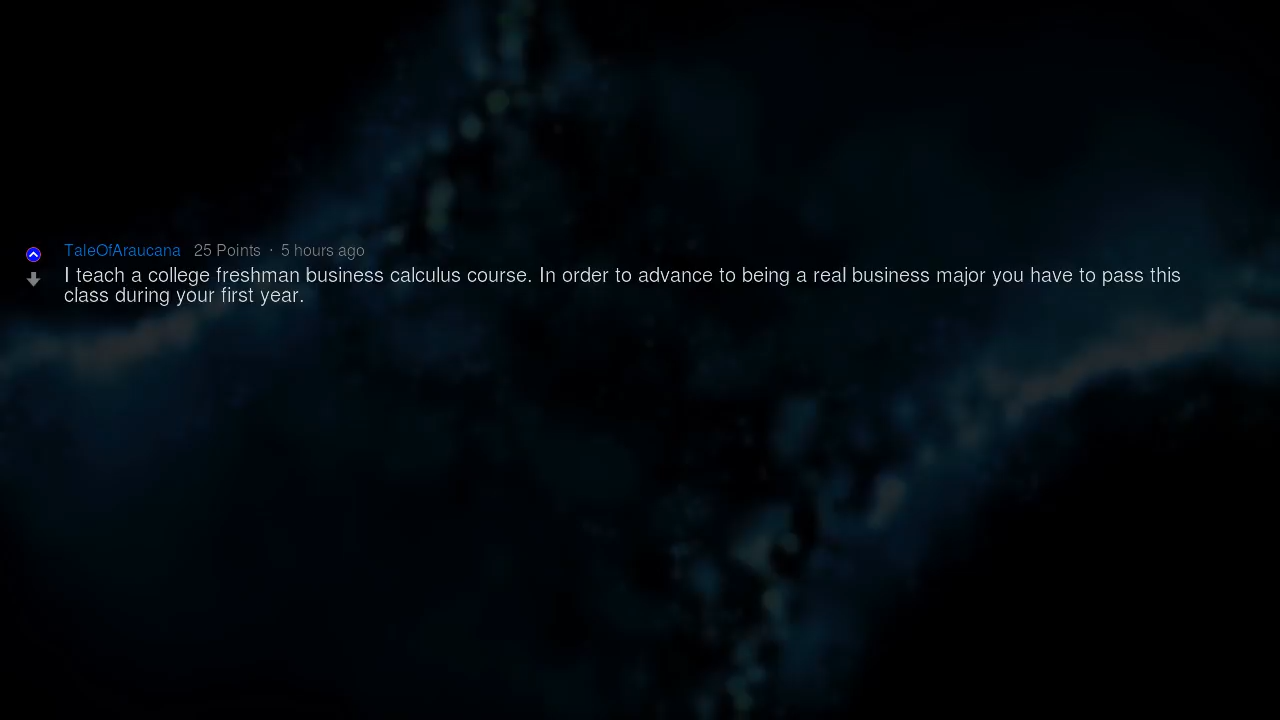 TaleOfAraucana 25 Points · 5 hours ago
I teach a college freshman business calculus course. In order to advance to being a real business major you have to pass this
class during your first year.